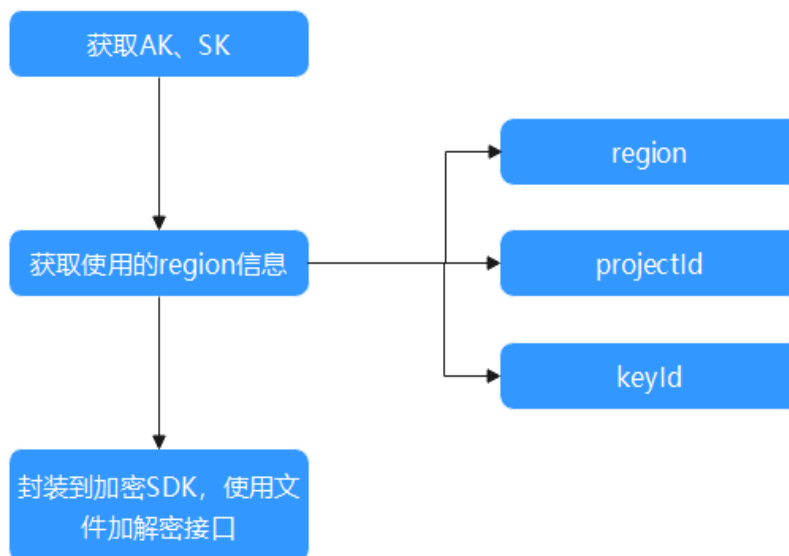 获取AK、SK
获取使用的region信息
region
projectId
keyId
封装到加密SDK，使用文
件加解密接口